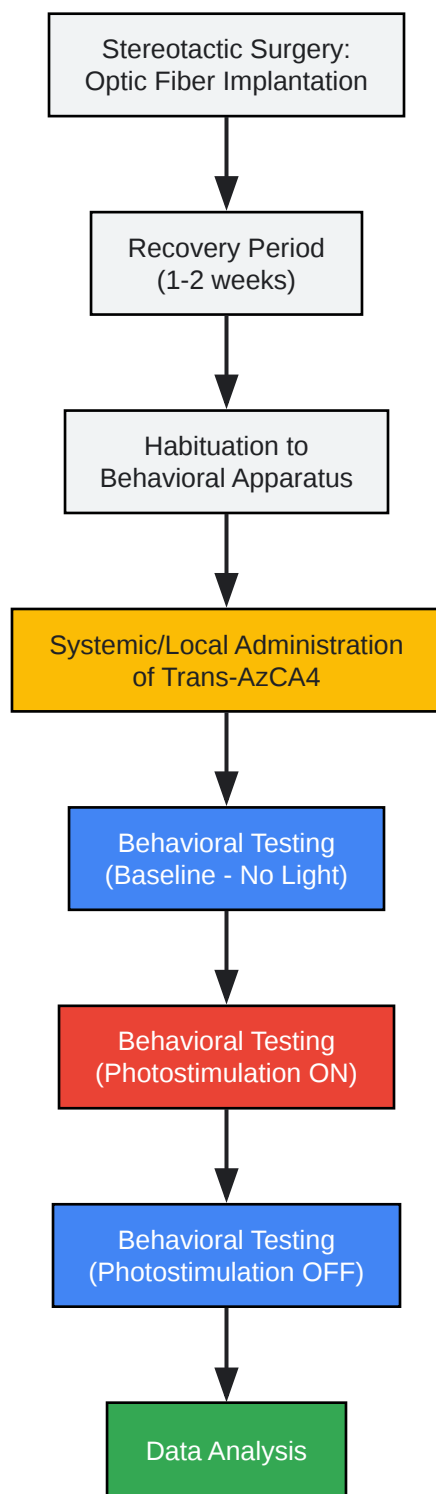 Stereotactic Surgery:
Optic Fiber Implantation
Recovery Period
(1-2 weeks)
Habituation to
Behavioral Apparatus
Systemic/Local Administration
of Trans-AzCA4
Behavioral Testing
(Baseline - No Light)
Behavioral Testing
(Photostimulation ON)
Behavioral Testing
(Photostimulation OFF)
Data Analysis